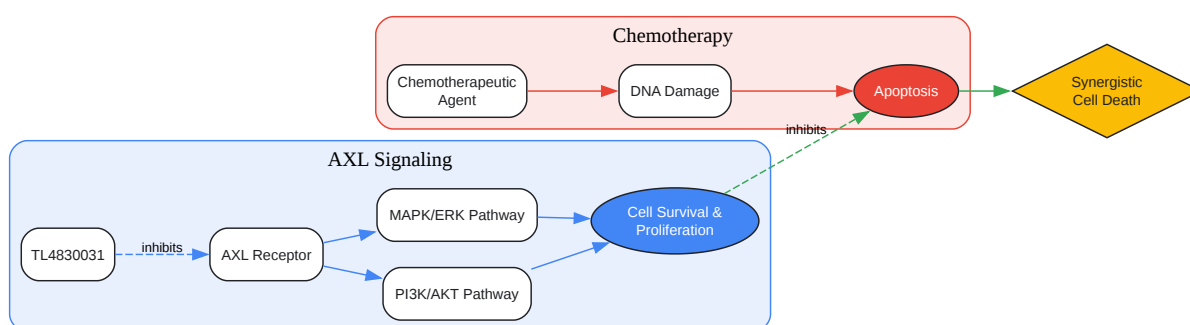 Chemotherapy
Chemotherapeutic
Agent
DNA Damage
Apoptosis
Synergistic
Cell Death
inhibits
AXL Signaling
MAPK/ERK Pathway
Cell Survival &
Proliferation
TL4830031
inhibits
AXL Receptor
PI3K/AKT Pathway